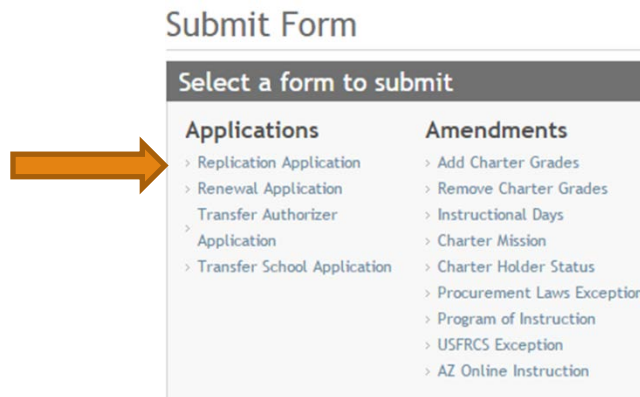 Submit Form
Select a form to submit
Applications
Replication Application
Renewal Application
Transfer Authorizer
Application
Transfer School Application
Amendments
Add Charter Grades
Remove Charter Grades
Instructional Days
Charter Mission
Charter Holder Status
Procurement Laws Exception
Program of Instruction
USFRCS Exception
AZ Online Instruction